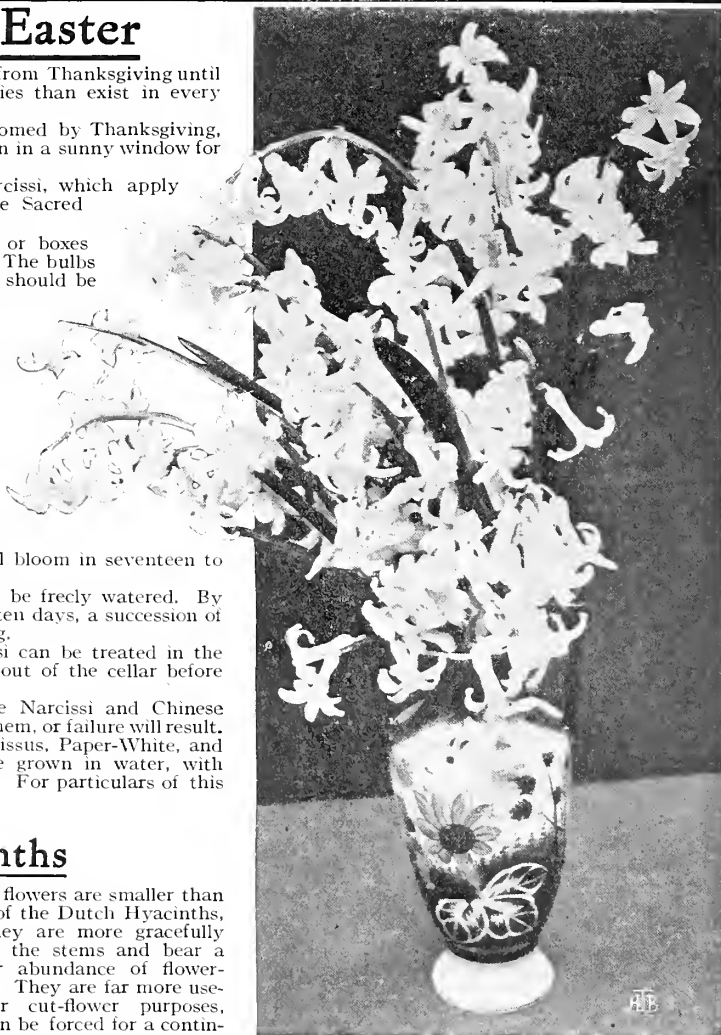 Easter
from Thanksgiving until
ies than exist in every
omed by Thanksgiving,
n in a sunny window for
rcissi, which apply
e Sacred
or boxes
The bulbs
should be
l bloom in seventeen to
be freely watered. By
ten days, a succession of
g.
si can be treated in the
out of the cellar before
e Narcissi and Chinese
hem, or failure will result.
issus, Paper-White, and
e grown in water, with
For particulars of this
nths
flowers are smaller than
of the Dutch Hyacinths,
hey are more gracefully
the stems and bear a
r abundance of flower-
They are far more use-
r cut-flower purposes,
n be forced for a contin-